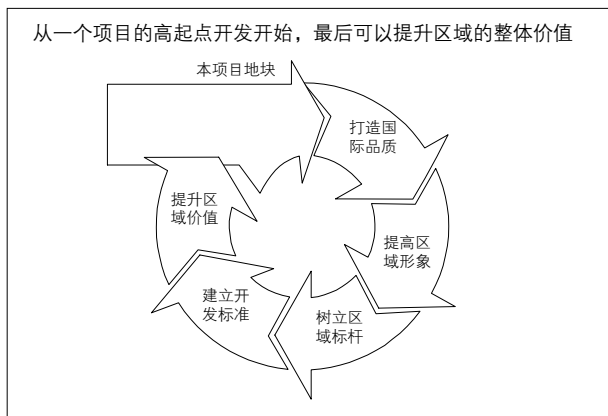 从一个项目的高起点开发开始，最后可以提升区域的整体价值
本项目地块
打造国
际品质
提高区
域形象
树立区
域标杆
建立开
发标准
提升区
域价值